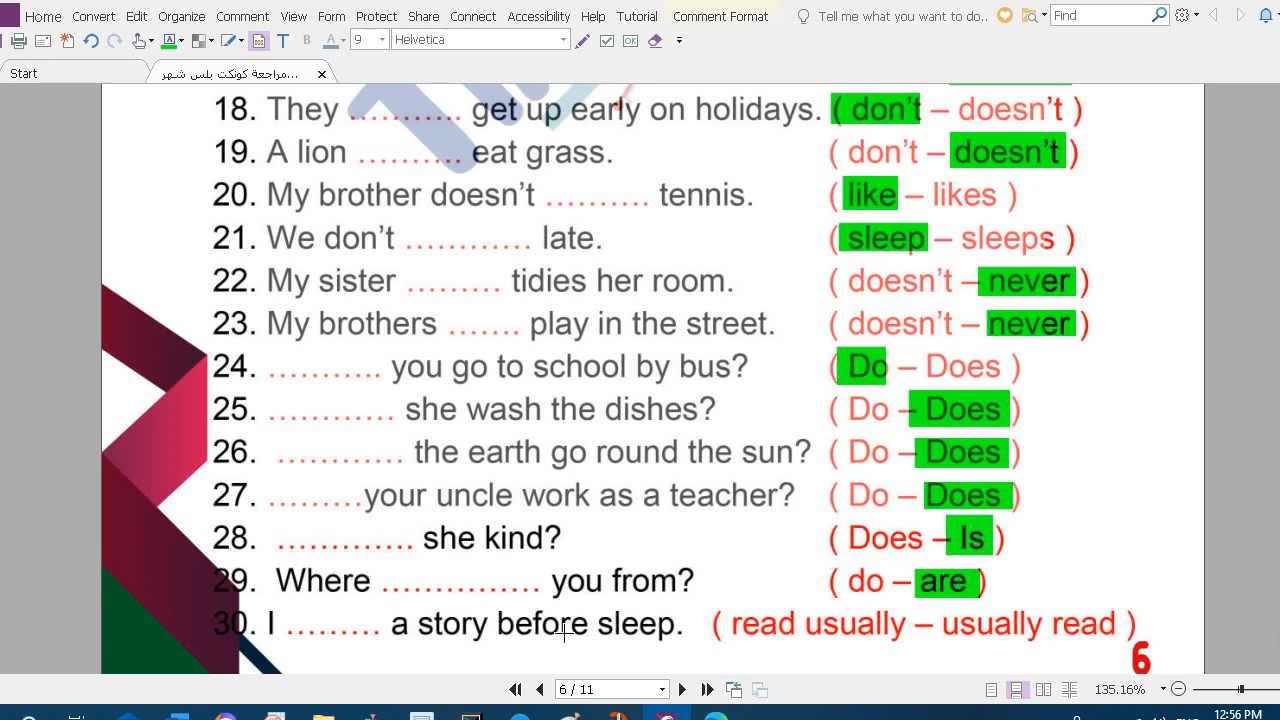 Home Convert Edit Organize Comment View Form Protect Share Connect Accessibility Help Tutorial Comment Format Tell me what you want to do.. Find
T B A 9 Helvetica OK
Start مراجعة كونكت بلس شهر...
18. They ........... get up early on holidays. ( don't – doesn't )
19. A lion .......... eat grass. ( don't – doesn't )
20. My brother doesn't .......... tennis. ( like – likes )
21. We don't ............ late. ( sleep – sleeps )
22. My sister ......... tidies her room. ( doesn't – never )
23. My brothers ....... play in the street. ( doesn't – never )
24. ........... you go to school by bus? ( Do – Does )
25. ............ she wash the dishes? ( Do – Does )
26. ............ the earth go round the sun? ( Do – Does )
27. .........your uncle work as a teacher? ( Do – Does )
28. ............. she kind? ( Does – Is )
29. Where ............... you from? ( do – are )
30. I ......... a story before sleep. ( read usually – usually read )
6
6 / 11 135.16%
12:56 PM